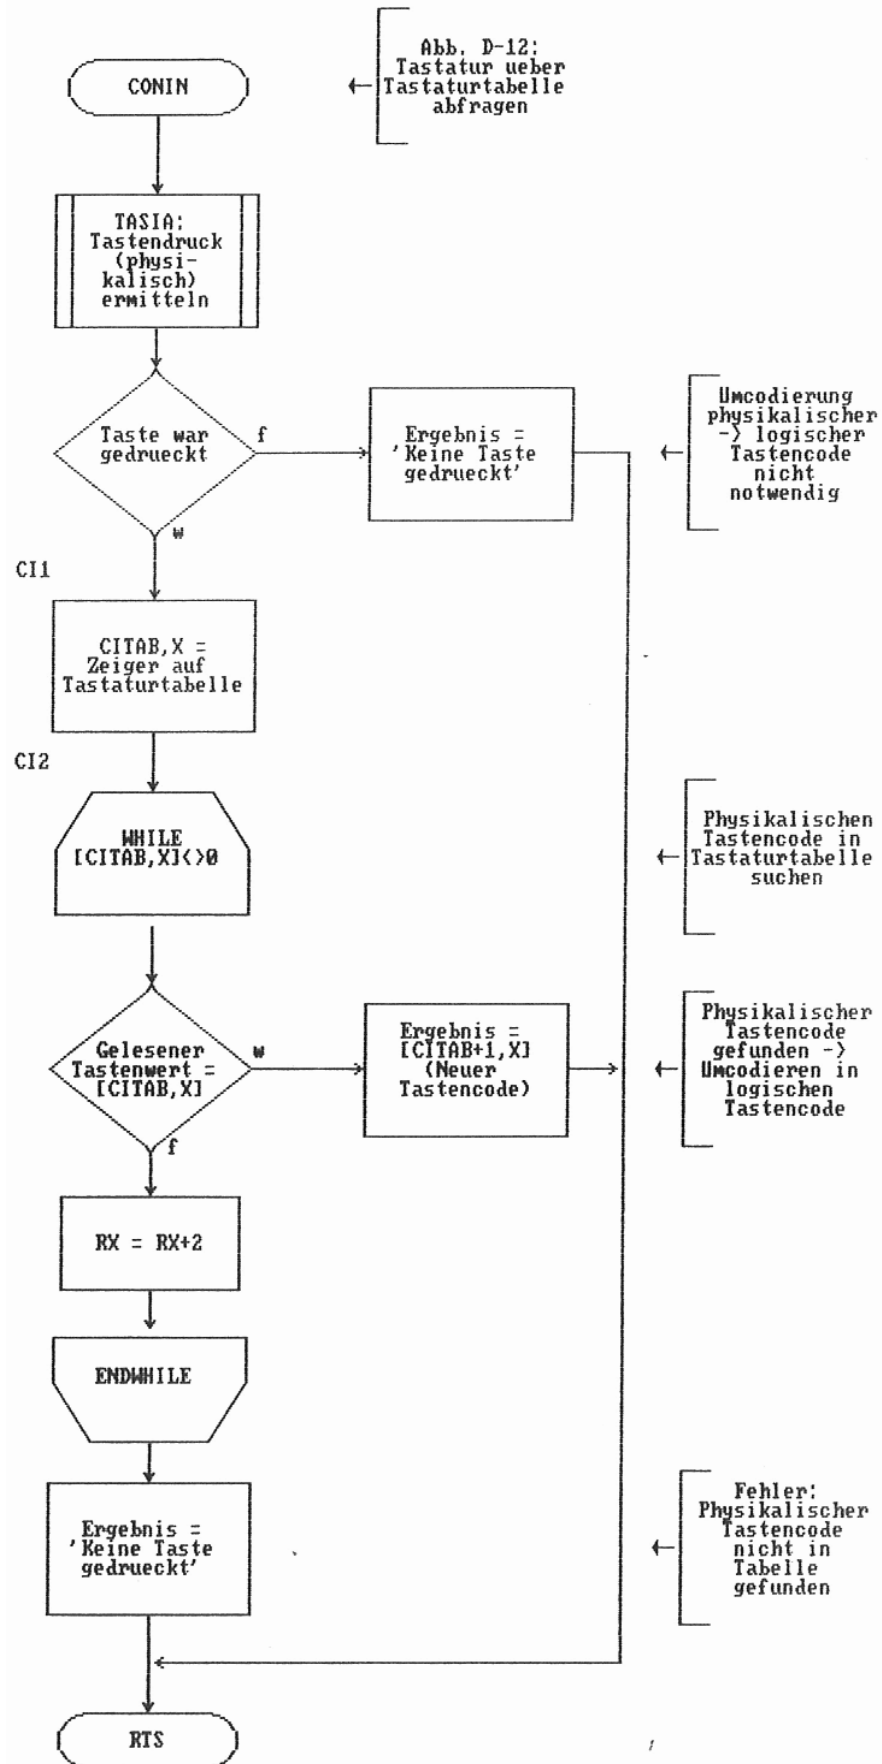 Abb. D-12:
Tastatur ueber
Tastaturtabelle
abfragen
CONIN
TASIA:
Tastendruck
(physi-
kalisch)
ermitteln
Taste war
gedrueckt
f
w
Ergebnis =
'Keine Taste
gedrueckt'
Umcodierung
physikalischer
-> logischer
Tastencode
nicht
notwendig
CI1
CITAB,X =
Zeiger auf
Tastaturtabelle
CI2
WHILE
[CITAB,X]<>0
Physikalischen
Tastencode in
Tastaturtabelle
suchen
Gelesener
Tastenwert =
[CITAB,X]
w
f
Ergebnis =
[CITAB+1,X]
(Neuer
Tastencode)
Physikalischer
Tastencode
gefunden ->
Umcodieren in
logischen
Tastencode
RX = RX+2
ENDWHILE
Ergebnis =
'Keine Taste
gedrueckt'
Fehler:
Physikalischer
Tastencode
nicht in
Tabelle
gefunden
RTS